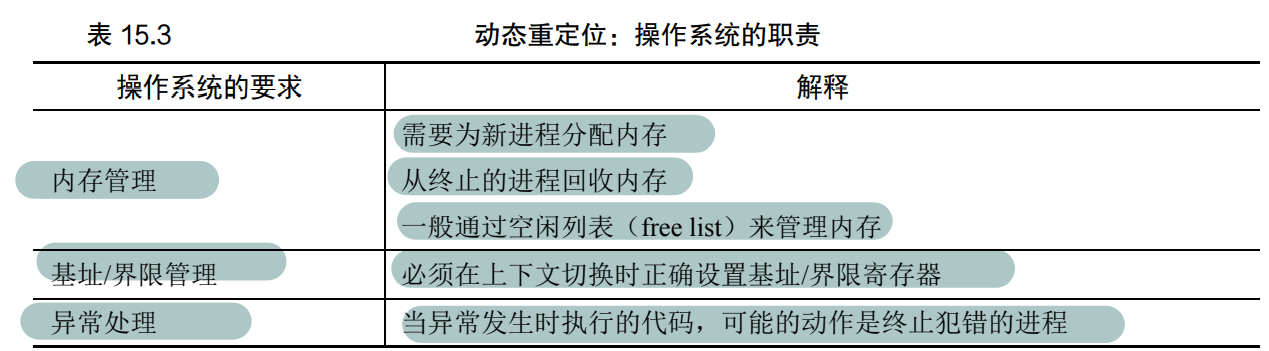 表 15.3 动态重定位：操作系统的职责
操作系统的要求 解释
需要为新进程分配内存
内存管理 从终止的进程回收内存
一般通过空闲列表（free list）来管理内存
基址/界限管理 必须在上下文切换时正确设置基址/界限寄存器
异常处理 当异常发生时执行的代码，可能的动作是终止犯错的进程